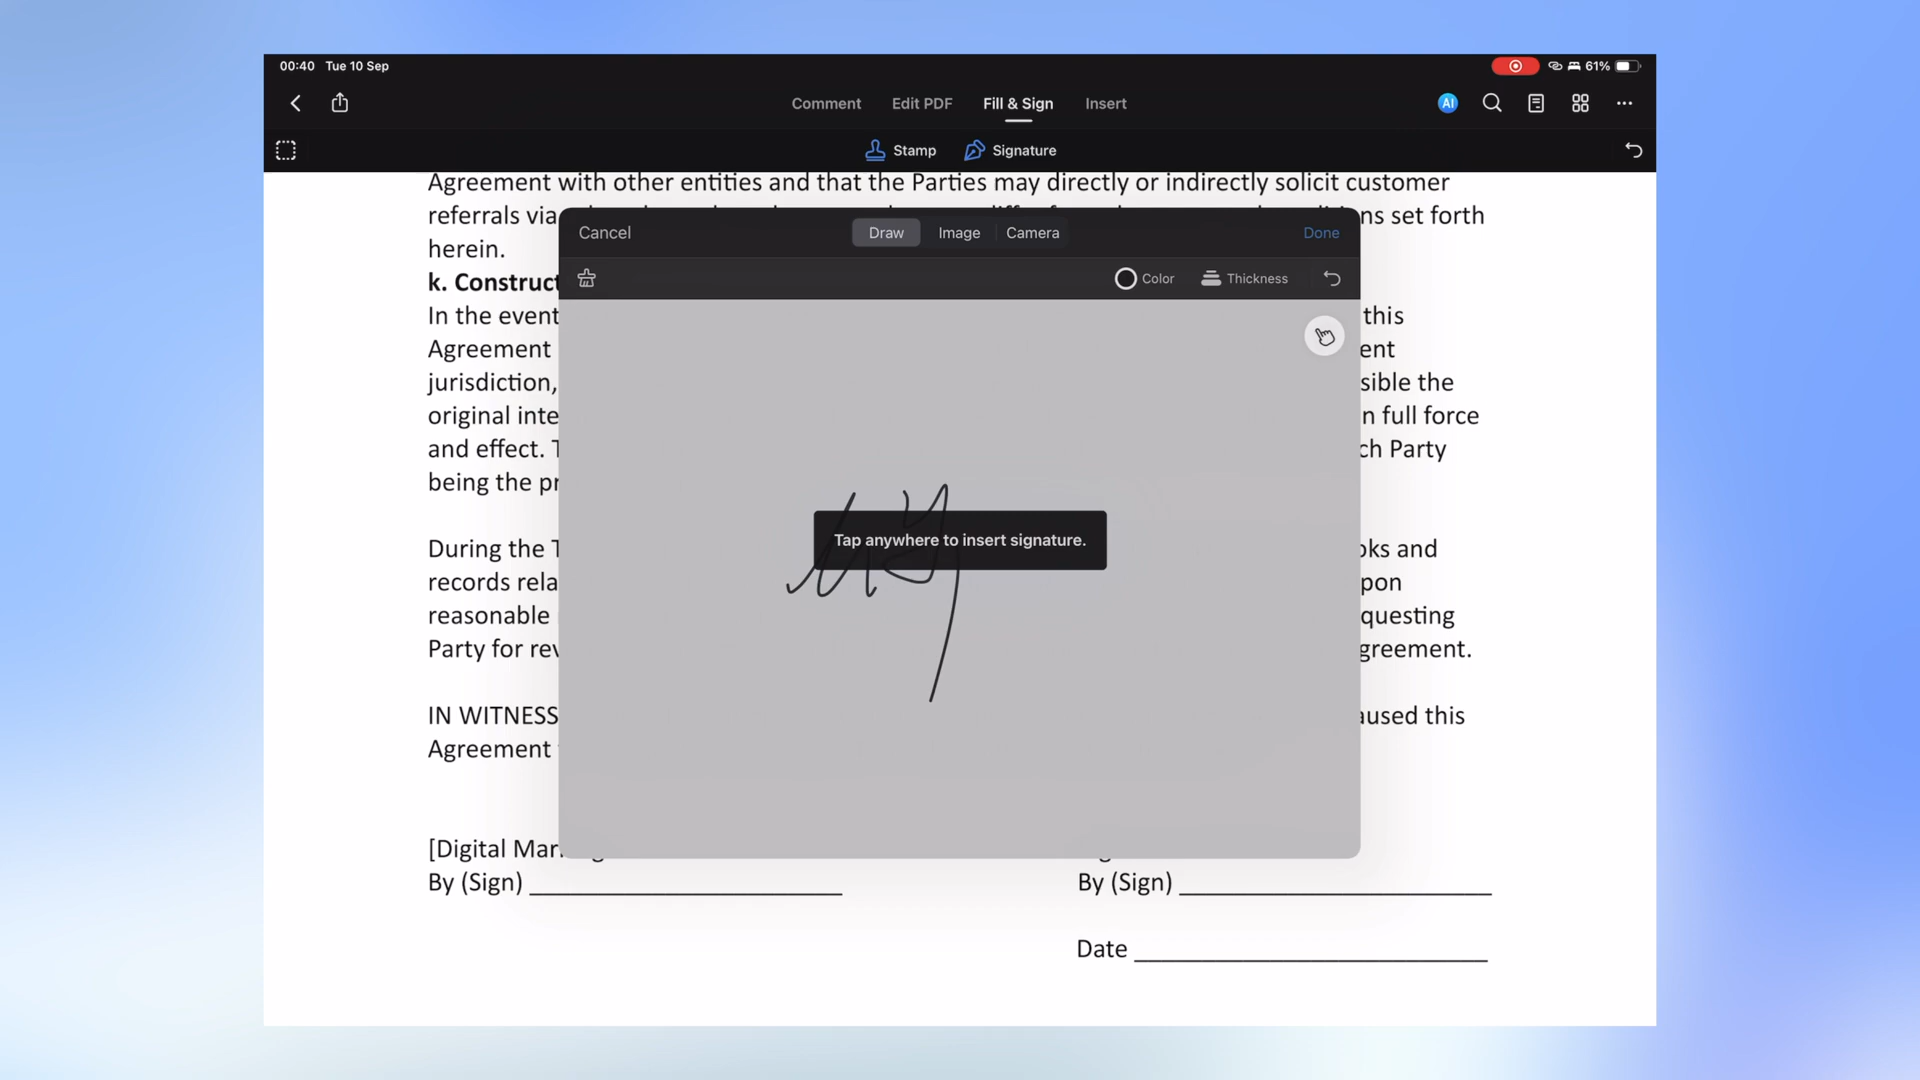 00:40 Tue 10 Sep 61%
Comment Edit PDF Fill & Sign Insert AI
Stamp Signature
Agreement with other entities and that the Parties may directly or indirectly solicit customer
referrals via ns set forth
herein.
Cancel Draw Image Camera Done
k. Construct
Color Thickness
In the event this
Agreement ent
jurisdiction, sible the
original inte n full force
and effect. T ch Party
being the pr
Tap anywhere to insert signature.
During the T oks and
records rela pon
reasonable questing
Party for rev greement.
IN WITNESS aused this
Agreement
[Digital Mar
By (Sign) By (Sign)
Date